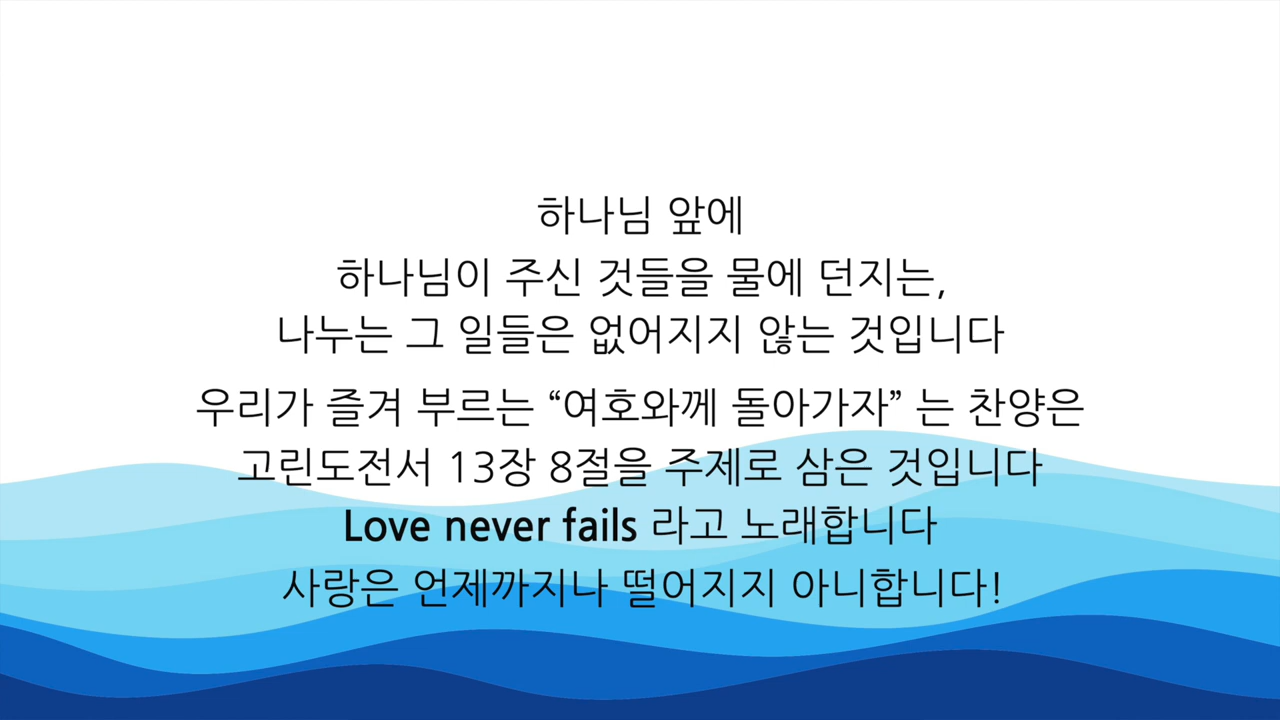 하나님 앞에
하나님이 주신 것들을 물에 던지는,
나누는 그 일들은 없어지지 않는 것입니다
우리가 즐겨 부르는 “여호와께 돌아가자” 는 찬양은
고린도전서 13장 8절을 주제로 삼은 것입니다
Love never fails 라고 노래합니다
사랑은 언제까지나 떨어지지 아니합니다!